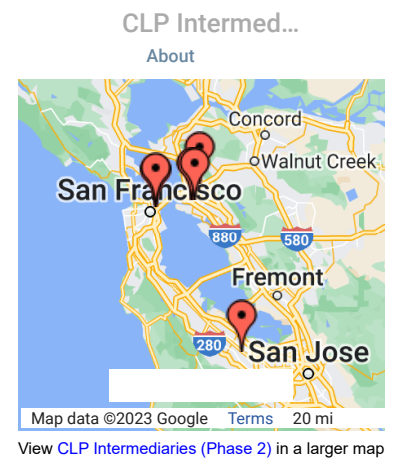 CLP Intermed...
About
Concord
Walnut Creek
San Francisco
880
580
Fremont
280
San Jose
Map data ©2023 Google Terms 20 mi
View CLP Intermediaries (Phase 2) in a larger map